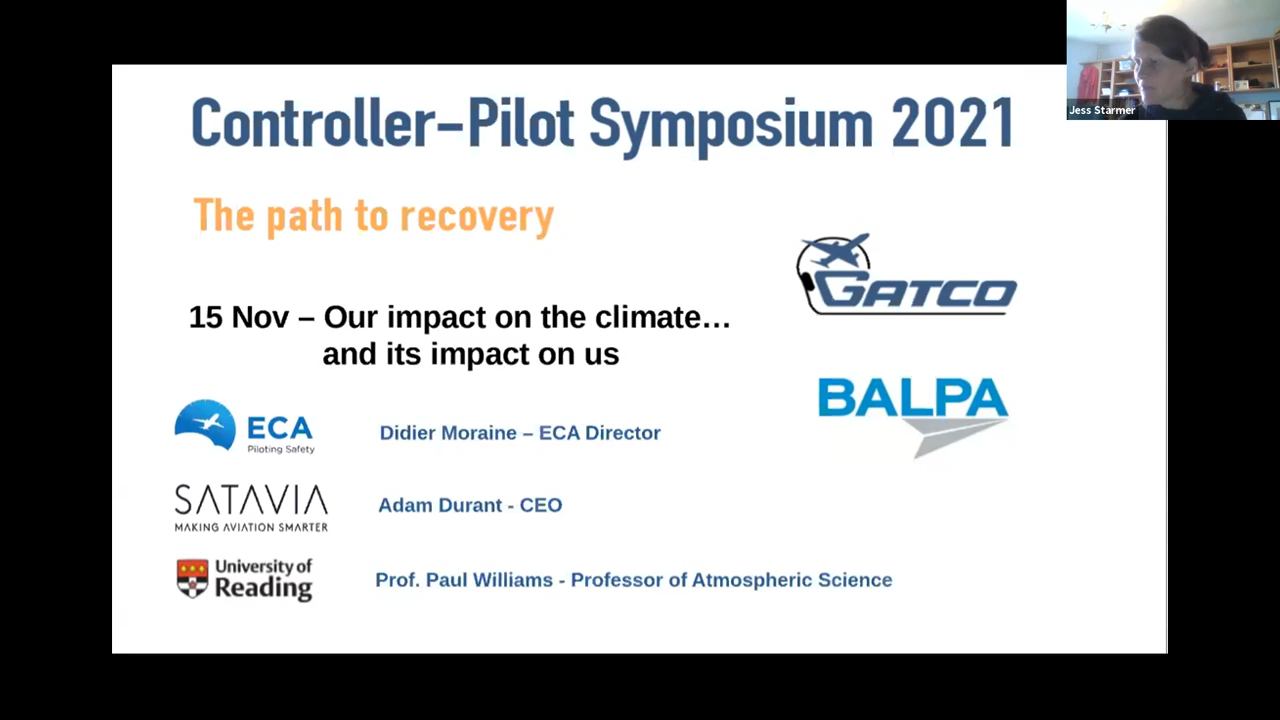 Controller-Pilot Symposium 2021
The path to recovery
15 Nov – Our impact on the climate…
and its impact on us
GATCO
BALPA
ECA
Piloting Safety
Didier Moraine – ECA Director
SATAVIA
MAKING AVIATION SMARTER
Adam Durant - CEO
University of
Reading
Prof. Paul Williams - Professor of Atmospheric Science
Jess Starmer